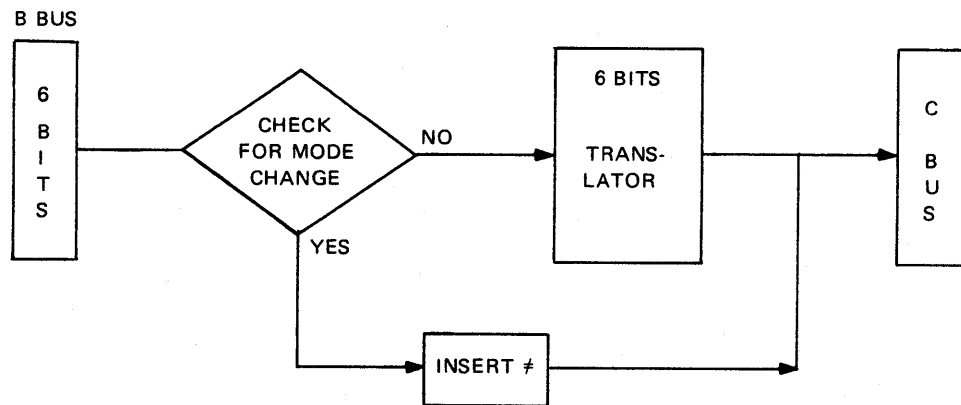 B BUS
6
B
I
T
S
CHECK
FOR MODE
CHANGE
NO
YES
6 BITS
TRANS-
LATOR
INSERT ≠
C
B
U
S